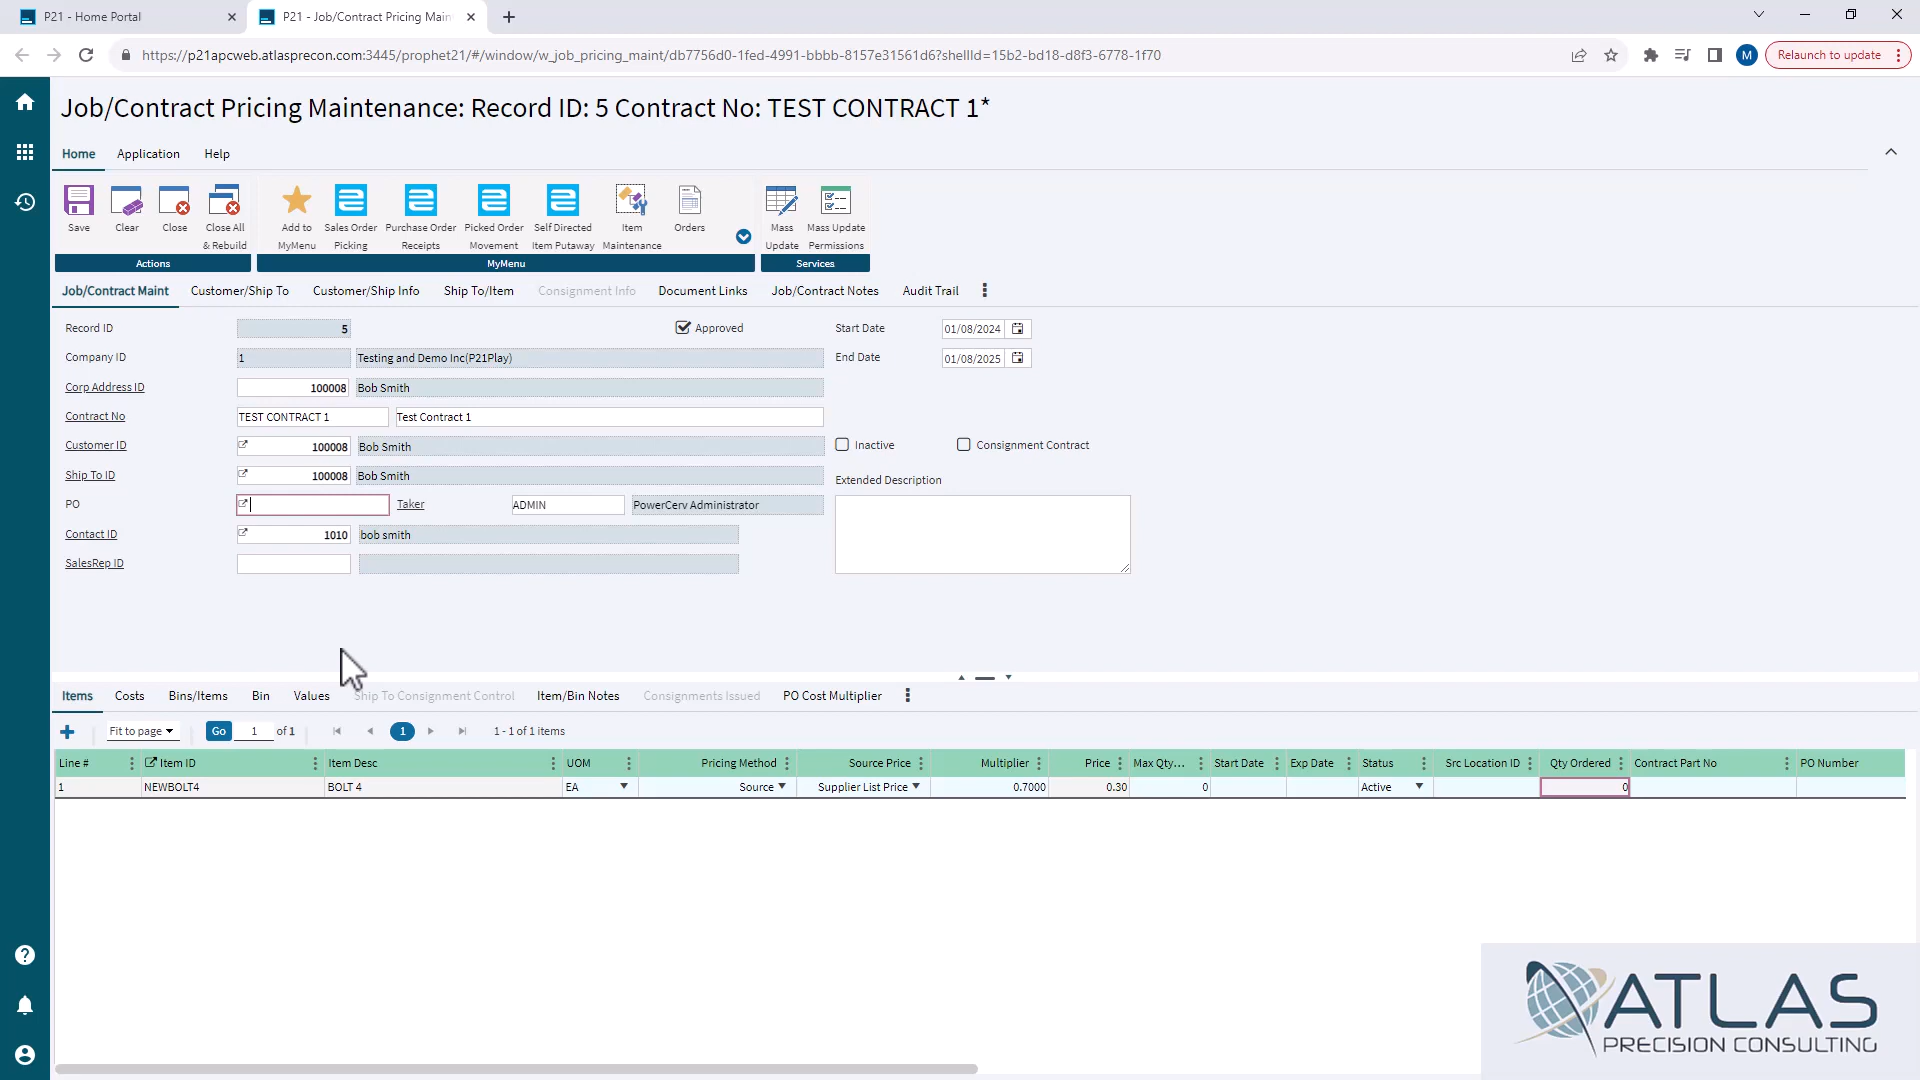 P21 - Home Portal
P21 - Job/Contract Pricing Main
https://p21apcweb.atlasprecon.com:3445/prophet21/#/window/w_job_pricing_maint/db7756d0-1fed-4991-bbbb-8157e31561d6?shellId=15b2-bd18-d8f3-6778-1f70
M
Relaunch to update
Job/Contract Pricing Maintenance: Record ID: 5 Contract No: TEST CONTRACT 1*
Home Application Help
Save Clear Close Close All & Rebuild
Add to MyMenu Sales Order Picking Purchase Order Receipts Picked Order Movement Self Directed Item Putaway Item Maintenance Orders
Mass Update Mass Update Permissions
Actions MyMenu Services
Job/Contract Maint Customer/Ship To Customer/Ship Info Ship To/Item Consignment Info Document Links Job/Contract Notes Audit Trail
Record ID 5 Approved Start Date 01/08/2024
Company ID 1 Testing and Demo Inc(P21Play) End Date 01/08/2025
Corp Address ID 100008 Bob Smith
Contract No TEST CONTRACT 1 Test Contract 1
Customer ID 100008 Bob Smith Inactive Consignment Contract
Ship To ID 100008 Bob Smith Extended Description
PO Taker ADMIN PowerCerv Administrator
Contact ID 1010 bob smith
SalesRep ID
Items Costs Bins/Items Bin Values Ship To Consignment Control Item/Bin Notes Consignments Issued PO Cost Multiplier
Fit to page Go 1 of 1 1 1 - 1 of 1 items
Line # Item ID Item Desc UOM Pricing Method Source Price Multiplier Price Max Qty... Start Date Exp Date Status Src Location ID Qty Ordered Contract Part No PO Number
1 NEWBOLT4 BOLT 4 EA Source Supplier List Price 0.7000 0.30 0 Active 0
ATLAS
PRECISION CONSULTING